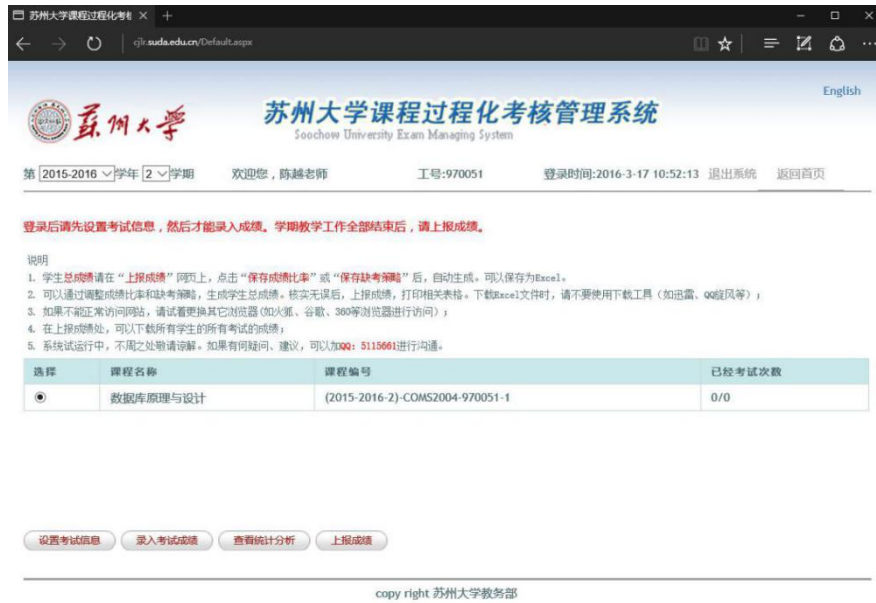 苏州大学课程过程化考核
cjlr.suda.edu.cn/Default.aspx
English
苏州大学
苏州大学课程过程化考核管理系统
Soochow University Exam Managing System
第 2015-2016 学年 2 学期 欢迎您，陈越老师 工号:970051 登录时间:2016-3-17 10:52:13 退出系统 返回首页
登录后请先设置考试信息，然后才能录入成绩。学期教学工作全部结束后，请上报成绩。
说明
1. 学生总成绩请在“上报成绩”网页上，点击“保存成绩比率”或“保存缺考策略”后，自动生成。可以保存为Excel。
2. 可以通过调整成绩比率和缺考策略，生成学生总成绩。核实无误后，上报成绩，打印相关表格。下载Excel文件时，请不要使用下载工具（如迅雷、QQ旋风等）；
3. 如果不能正常访问网站，请试着更换其它浏览器(如火狐、谷歌、360等浏览器进行访问）；
4. 在上报成绩处，可以下载所有学生的所有考试的成绩；
5. 系统试运行中，不周之处敬请谅解。如果有何疑问、建议，可以加QQ：5115661进行沟通。
选择 课程名称 课程编号 已经考试次数
数据库原理与设计 (2015-2016-2)-COMS2004-970051-1 0/0
设置考试信息 录入考试成绩 查看统计分析 上报成绩
copy right 苏州大学教务部